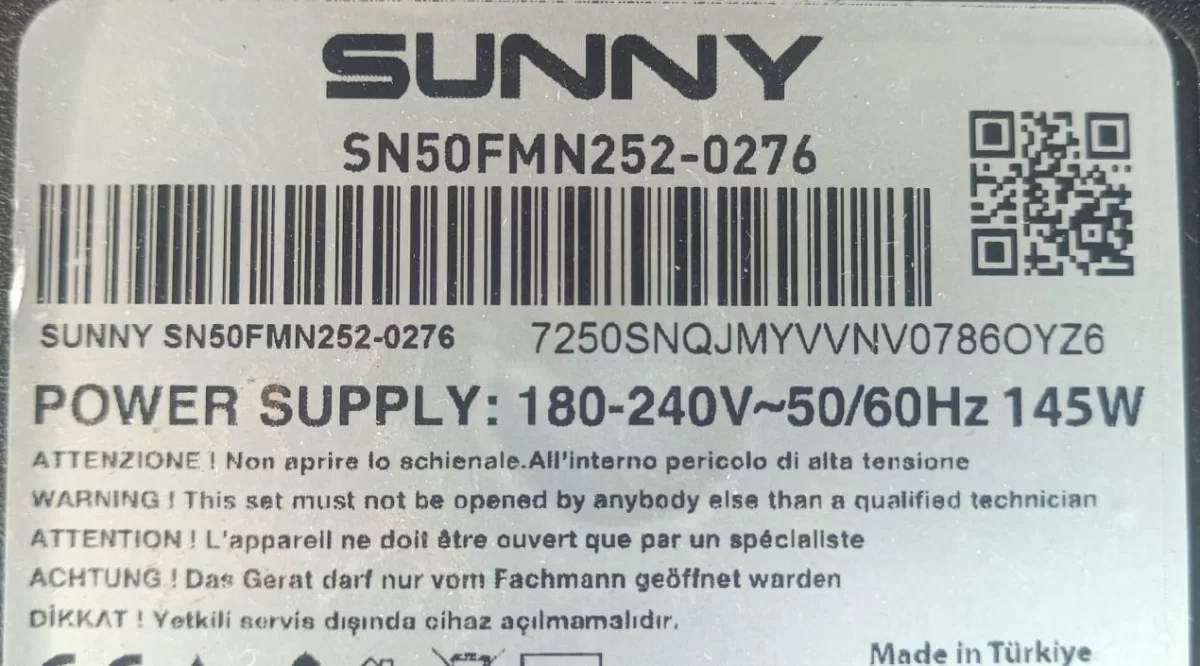 SUNNY
SN50FMN252-0276
SUNNY SN50FMN252-0276 7250SNQJMYVVNV0786OYZ6
POWER SUPPLY: 180-240V~50/60Hz 145W
ATTENZIONE ! Non aprire lo schienale.All'interno pericolo di alta tensione
WARNING ! This set must not be opened by anybody else than a qualified technician
ATTENTION ! L'appareil ne doit être ouvert que par un spécialiste
ACHTUNG ! Das Gerat darf nur vom Fachmann geöffnet warden
DİKKAT ! Yetkili servis dışında cihaz açılmamalıdır.
Made in Türkiye